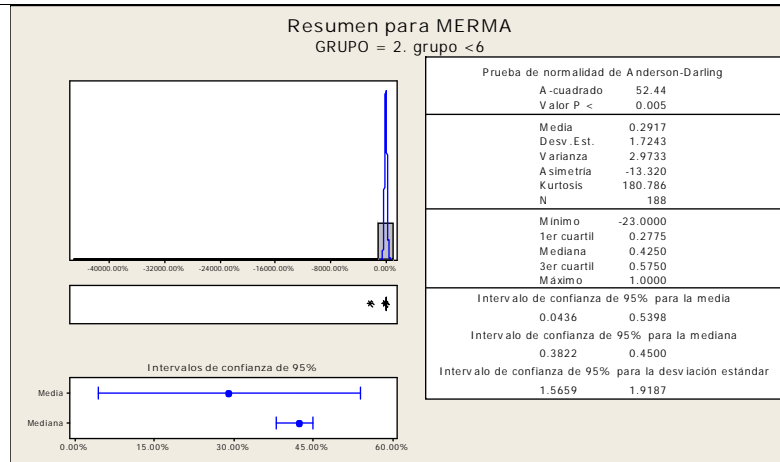 Resumen para MERMA
GRUPO = 2. grupo <6
-40000.00% -32000.00% -24000.00% -16000.00% -8000.00% 0.00%
Intervalos de confianza de 95%
Media
Mediana
0.00% 15.00% 30.00% 45.00% 60.00%
Prueba de normalidad de Anderson-Darling
A-cuadrado 52.44
Valor P < 0.005
Media 0.2917
Desv.Est. 1.7243
Varianza 2.9733
Asimetría -13.320
Kurtosis 180.786
N 188
Mínimo -23.0000
1er cuartil 0.2775
Mediana 0.4250
3er cuartil 0.5750
Máximo 1.0000
Intervalo de confianza de 95% para la media
0.0436 0.5398
Intervalo de confianza de 95% para la mediana
0.3822 0.4500
Intervalo de confianza de 95% para la desviación estándar
1.5659 1.9187